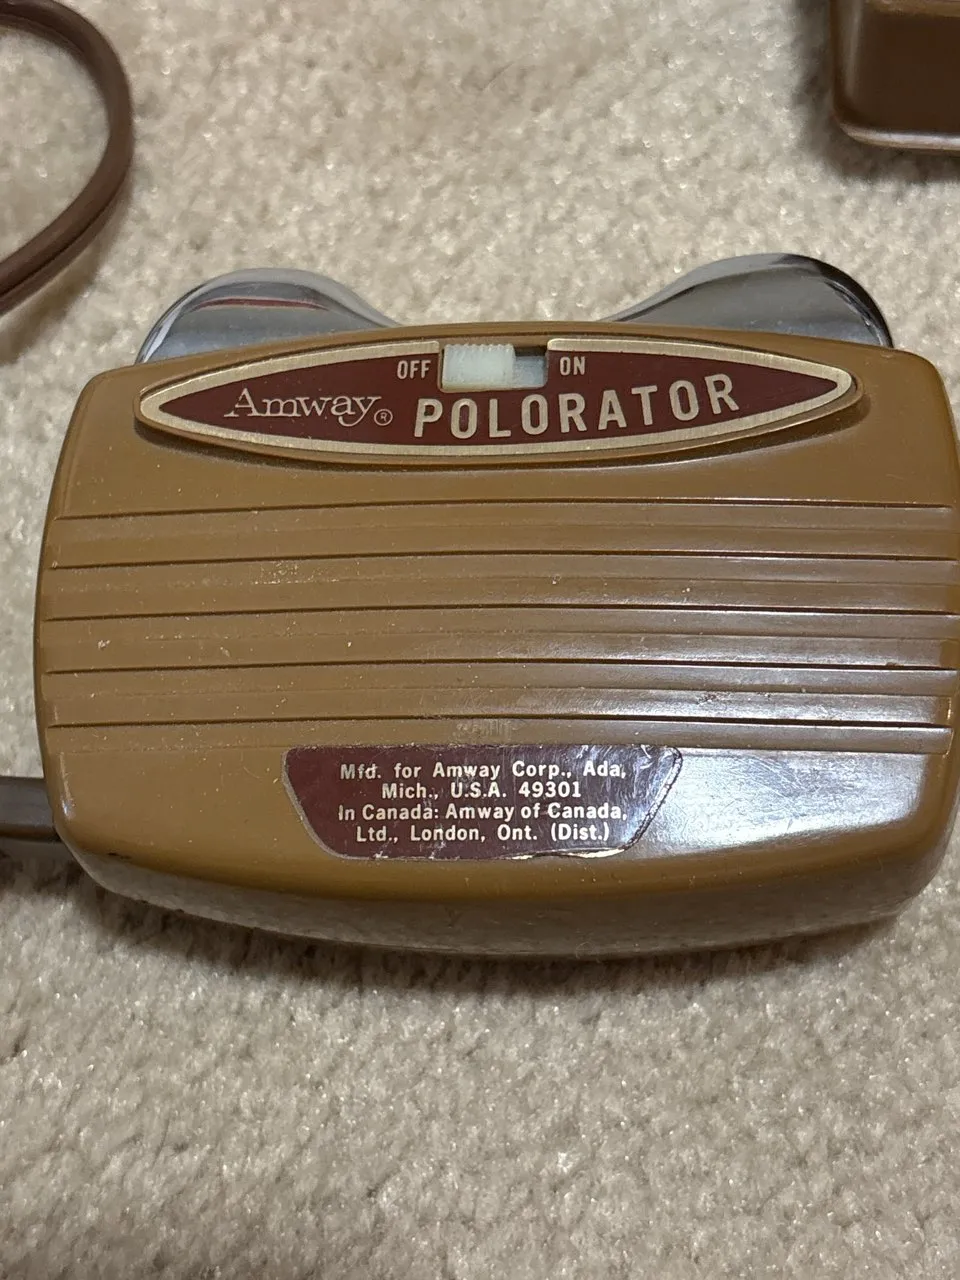 OFF ON
Amway® POLORATOR
Mfd. for Amway Corp., Ada,
Mich., U.S.A. 49301
In Canada: Amway of Canada,
Ltd., London, Ont. (Dist.)